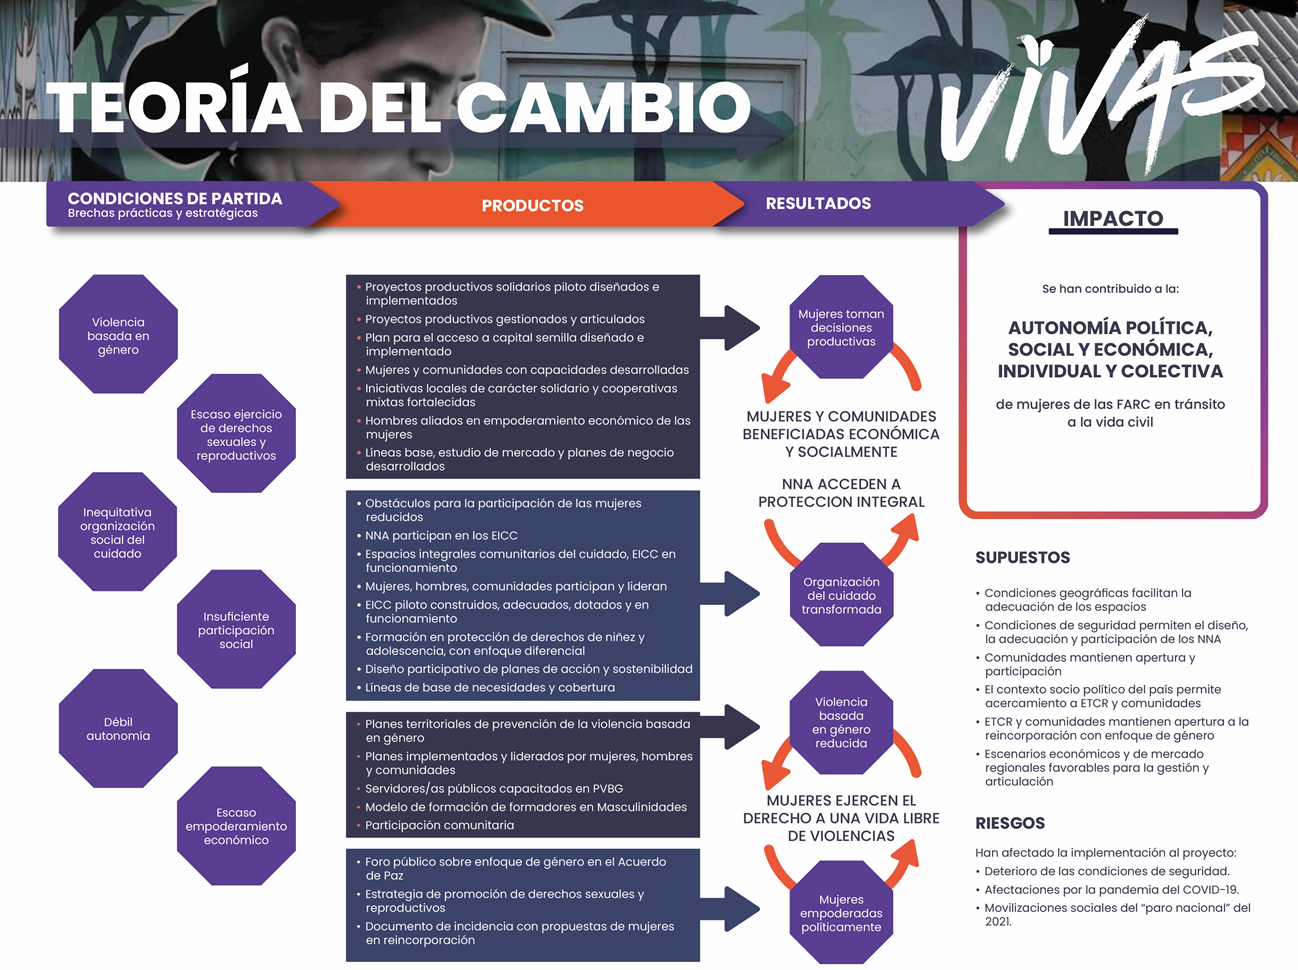 TEORÍA DEL CAMBIO
VIVAS
CONDICIONES DE PARTIDA
Brechas prácticas y estratégicas
PRODUCTOS
RESULTADOS
IMPACTO
Violencia
basada en
género
Escaso ejercicio
de derechos
sexuales y
reproductivos
Inequitativa
organización
social del
cuidado
Insuficiente
participación
social
Débil
autonomía
Escaso
empoderamiento
económico
• Proyectos productivos solidarios piloto diseñados e
implementados
• Proyectos productivos gestionados y articulados
• Plan para el acceso a capital semilla diseñado e
implementado
• Mujeres y comunidades con capacidades desarrolladas
• Iniciativas locales de carácter solidario y cooperativas
mixtas fortalecidas
• Hombres aliados en empoderamiento económico de las
mujeres
• Líneas base, estudio de mercado y planes de negocio
desarrollados
• Obstáculos para la participación de las mujeres
reducidos
• NNA participan en los EICC
• Espacios integrales comunitarios del cuidado, EICC en
funcionamiento
• Mujeres, hombres, comunidades participan y lideran
• EICC piloto construidos, adecuados, dotados y en
funcionamiento
• Formación en protección de derechos de niñez y
adolescencia, con enfoque diferencial
• Diseño participativo de planes de acción y sostenibilidad
• Líneas de base de necesidades y cobertura
• Planes territoriales de prevención de la violencia basada
en género
• Planes implementados y liderados por mujeres, hombres
y comunidades
• Servidores/as públicos capacitados en PVBG
• Modelo de formación de formadores en Masculinidades
• Participación comunitaria
• Foro público sobre enfoque de género en el Acuerdo
de Paz
• Estrategia de promoción de derechos sexuales y
reproductivos
• Documento de incidencia con propuestas de mujeres
en reincorporación
Mujeres toman
decisiones
productivas
MUJERES Y COMUNIDADES
BENEFICIADAS ECONÓMICA
Y SOCIALMENTE
NNA ACCEDEN A
PROTECCION INTEGRAL
Organización
del cuidado
transformada
Violencia
basada
en género
reducida
MUJERES EJERCEN EL
DERECHO A UNA VIDA LIBRE
DE VIOLENCIAS
Mujeres
empoderadas
políticamente
Se han contribuido a la:
AUTONOMÍA POLÍTICA,
SOCIAL Y ECONÓMICA,
INDIVIDUAL Y COLECTIVA
de mujeres de las FARC en tránsito
a la vida civil
SUPUESTOS
• Condiciones geográficas facilitan la
adecuación de los espacios
• Condiciones de seguridad permiten el diseño,
la adecuación y participación de los NNA
• Comunidades mantienen apertura y
participación
• El contexto socio político del país permite
acercamiento a ETCR y comunidades
• ETCR y comunidades mantienen apertura a la
reincorporación con enfoque de género
• Escenarios económicos y de mercado
regionales favorables para la gestión y
articulación
RIESGOS
Han afectado la implementación al proyecto:
• Deterioro de las condiciones de seguridad.
• Afectaciones por la pandemia del COVID-19.
• Movilizaciones sociales del “paro nacional” del
2021.